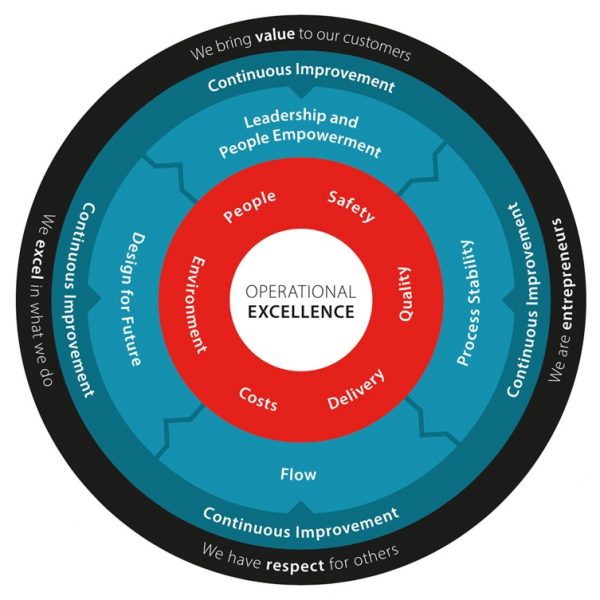 We bring value to our customers
Continuous Improvement
Leadership and
People Empowerment
People
Safety
We excel in what we do
Continuous Improvement
Design for Future
Environment
OPERATIONAL
EXCELLENCE
Quality
Process Stability
Continuous Improvement
We are entrepreneurs
Costs
Delivery
Flow
Continuous Improvement
We have respect for others